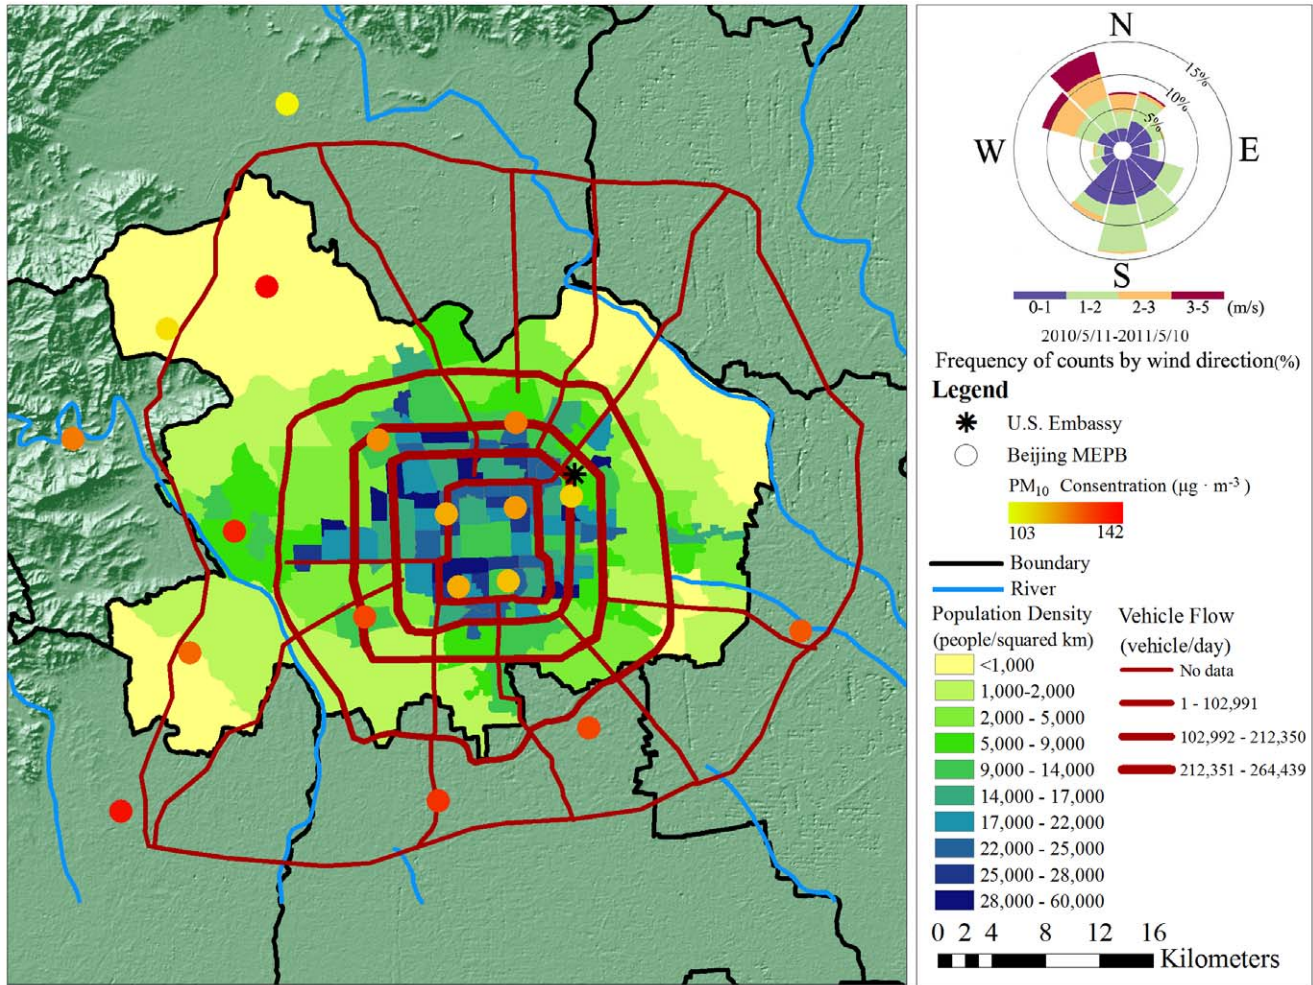 N
15%
10%
5%
W
E
S
0-1 1-2 2-3 3-5 (m/s)
2010/5/11-2011/5/10
Frequency of counts by wind direction(%)
Legend
U.S. Embassy
Beijing MEPB
PM10 Consentration (μg · m-3)
103 142
Boundary
River
Population Density
(people/squared km)
<1,000
1,000-2,000
2,000 - 5,000
5,000 - 9,000
9,000 - 14,000
14,000 - 17,000
17,000 - 22,000
22,000 - 25,000
25,000 - 28,000
28,000 - 60,000
Vehicle Flow
(vehicle/day)
No data
1 - 102,991
102,992 - 212,350
212,351 - 264,439
0 2 4 8 12 16
Kilometers